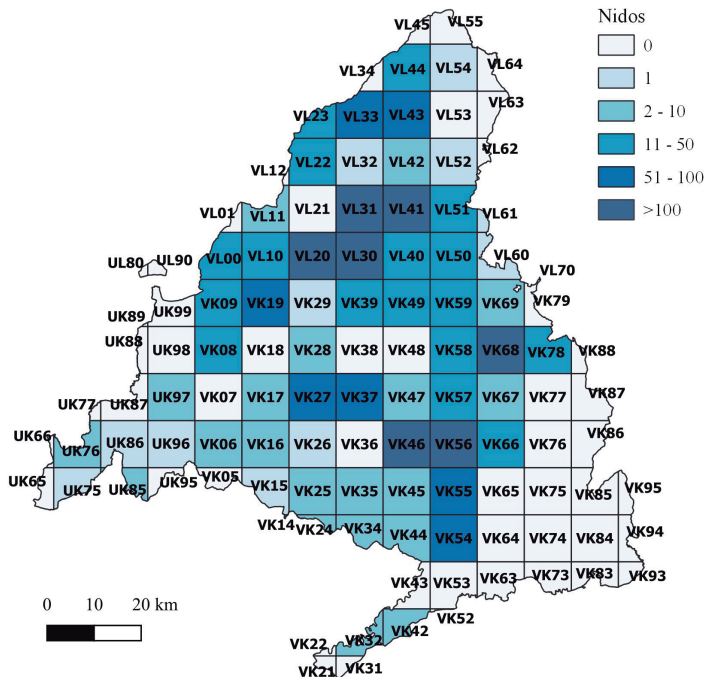 VL45 VL55 Nidos
VL34 VL44 VL54 VL64 0
1
VL23 VL33 VL43 VL53 VL63 2 - 10
VL12 VL22 VL32 VL42 VL52 VL62 11 - 50
51 - 100
VL01 VL11 VL21 VL31 VL41 VL51 VL61 >100
UL80 UL90 VL00 VL10 VL20 VL30 VL40 VL50 VL60 VL70
UK89 UK99 VK09 VK19 VK29 VK39 VK49 VK59 VK69 VK79
UK88 UK98 VK08 VK18 VK28 VK38 VK48 VK58 VK68 VK78 VK88
UK77 UK87 UK97 VK07 VK17 VK27 VK37 VK47 VK57 VK67 VK77 VK87
UK66 UK76 UK86 UK96 VK06 VK16 VK26 VK36 VK46 VK56 VK66 VK76 VK86
UK65 UK75 UK85 UK95 VK05 VK15 VK25 VK35 VK45 VK55 VK65 VK75 VK85 VK95
VK14 VK24 VK34 VK44 VK54 VK64 VK74 VK84 VK94
VK43 VK53 VK63 VK73 VK83 VK93
0 10 20 km
VK22 VK32 VK42 VK52
VK21 VK31